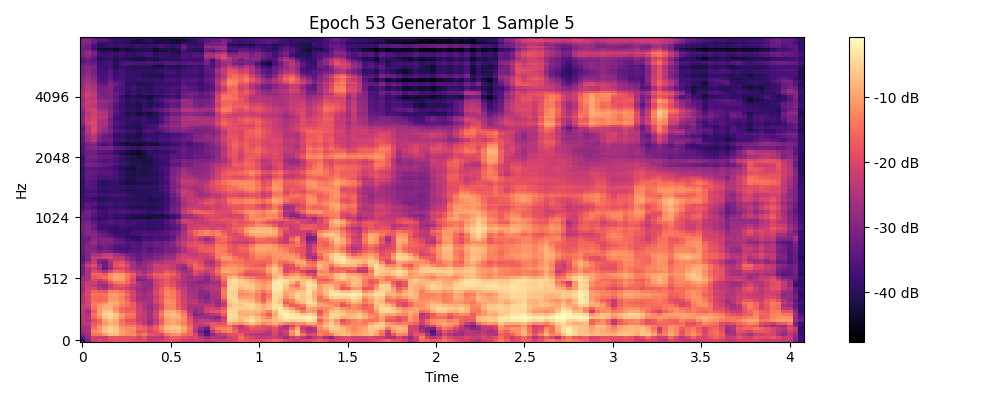 Epoch 53 Generator 1 Sample 5
Hz
4096
2048
1024
512
0
0 0.5 1 1.5 2 2.5 3 3.5 4
Time
-10 dB
-20 dB
-30 dB
-40 dB